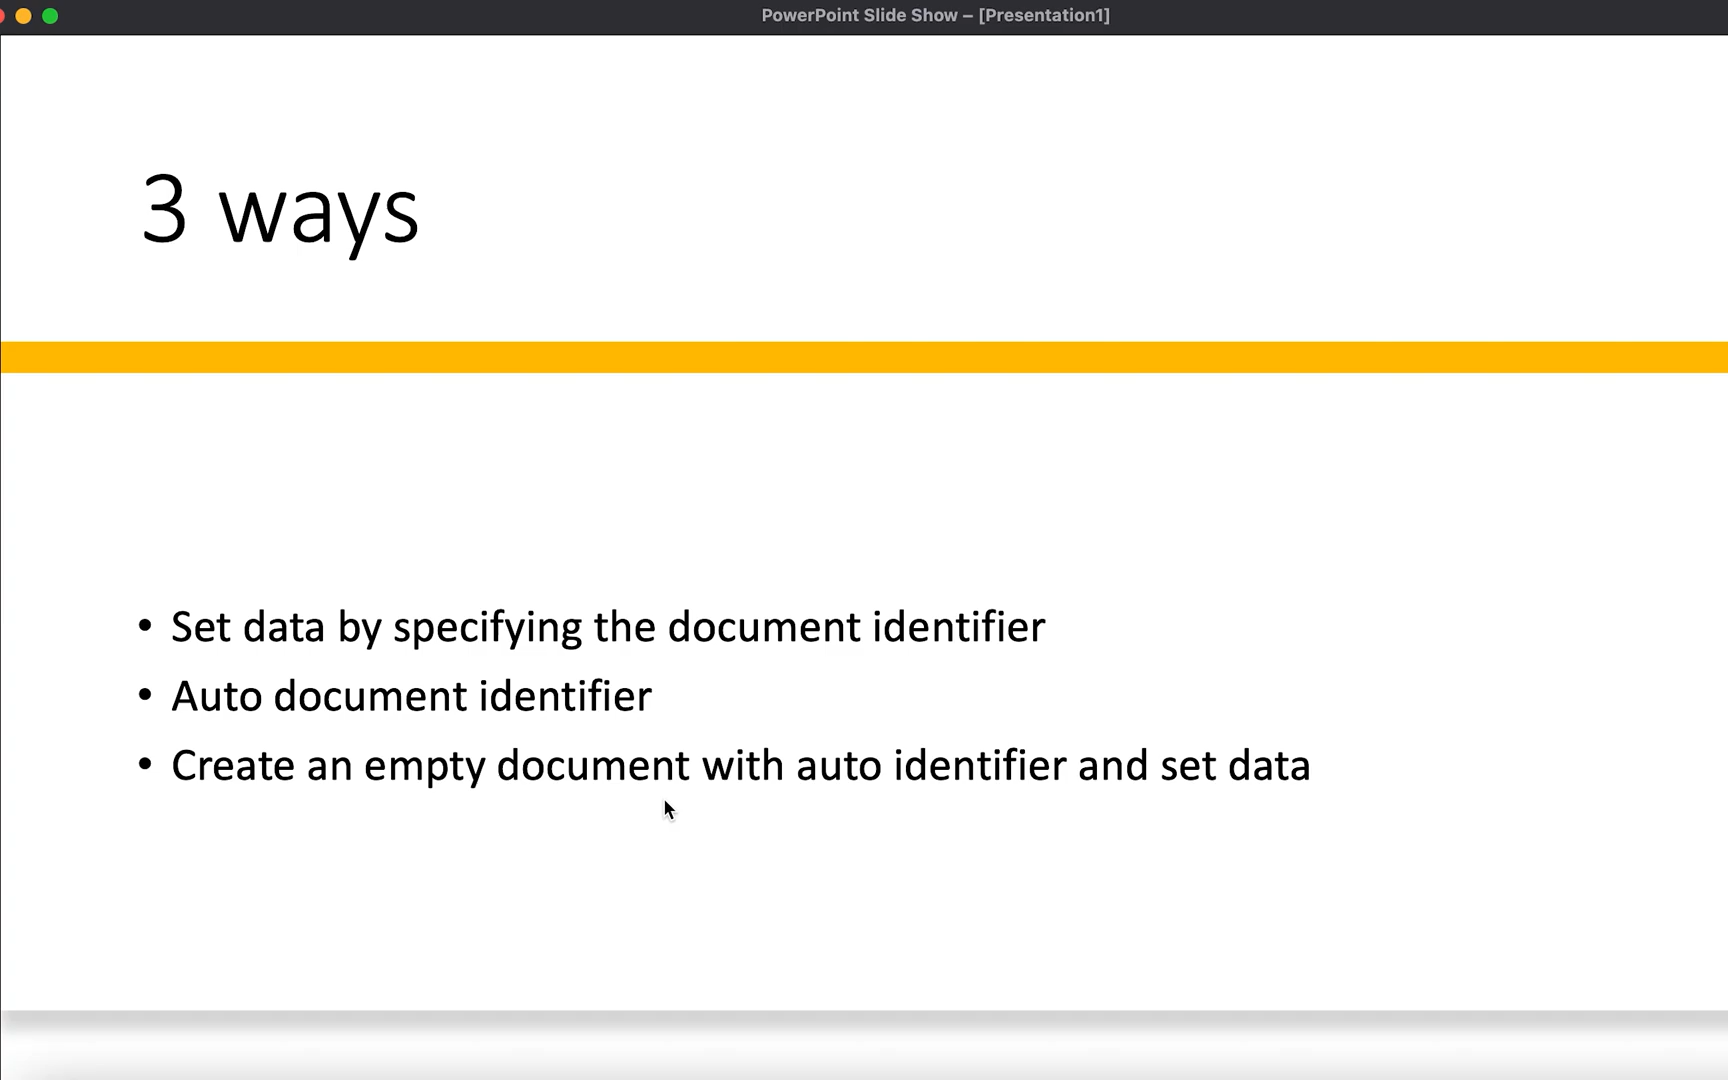 PowerPoint Slide Show – [Presentation1]
3 ways
• Set data by specifying the document identifier
• Auto document identifier
• Create an empty document with auto identifier and set data